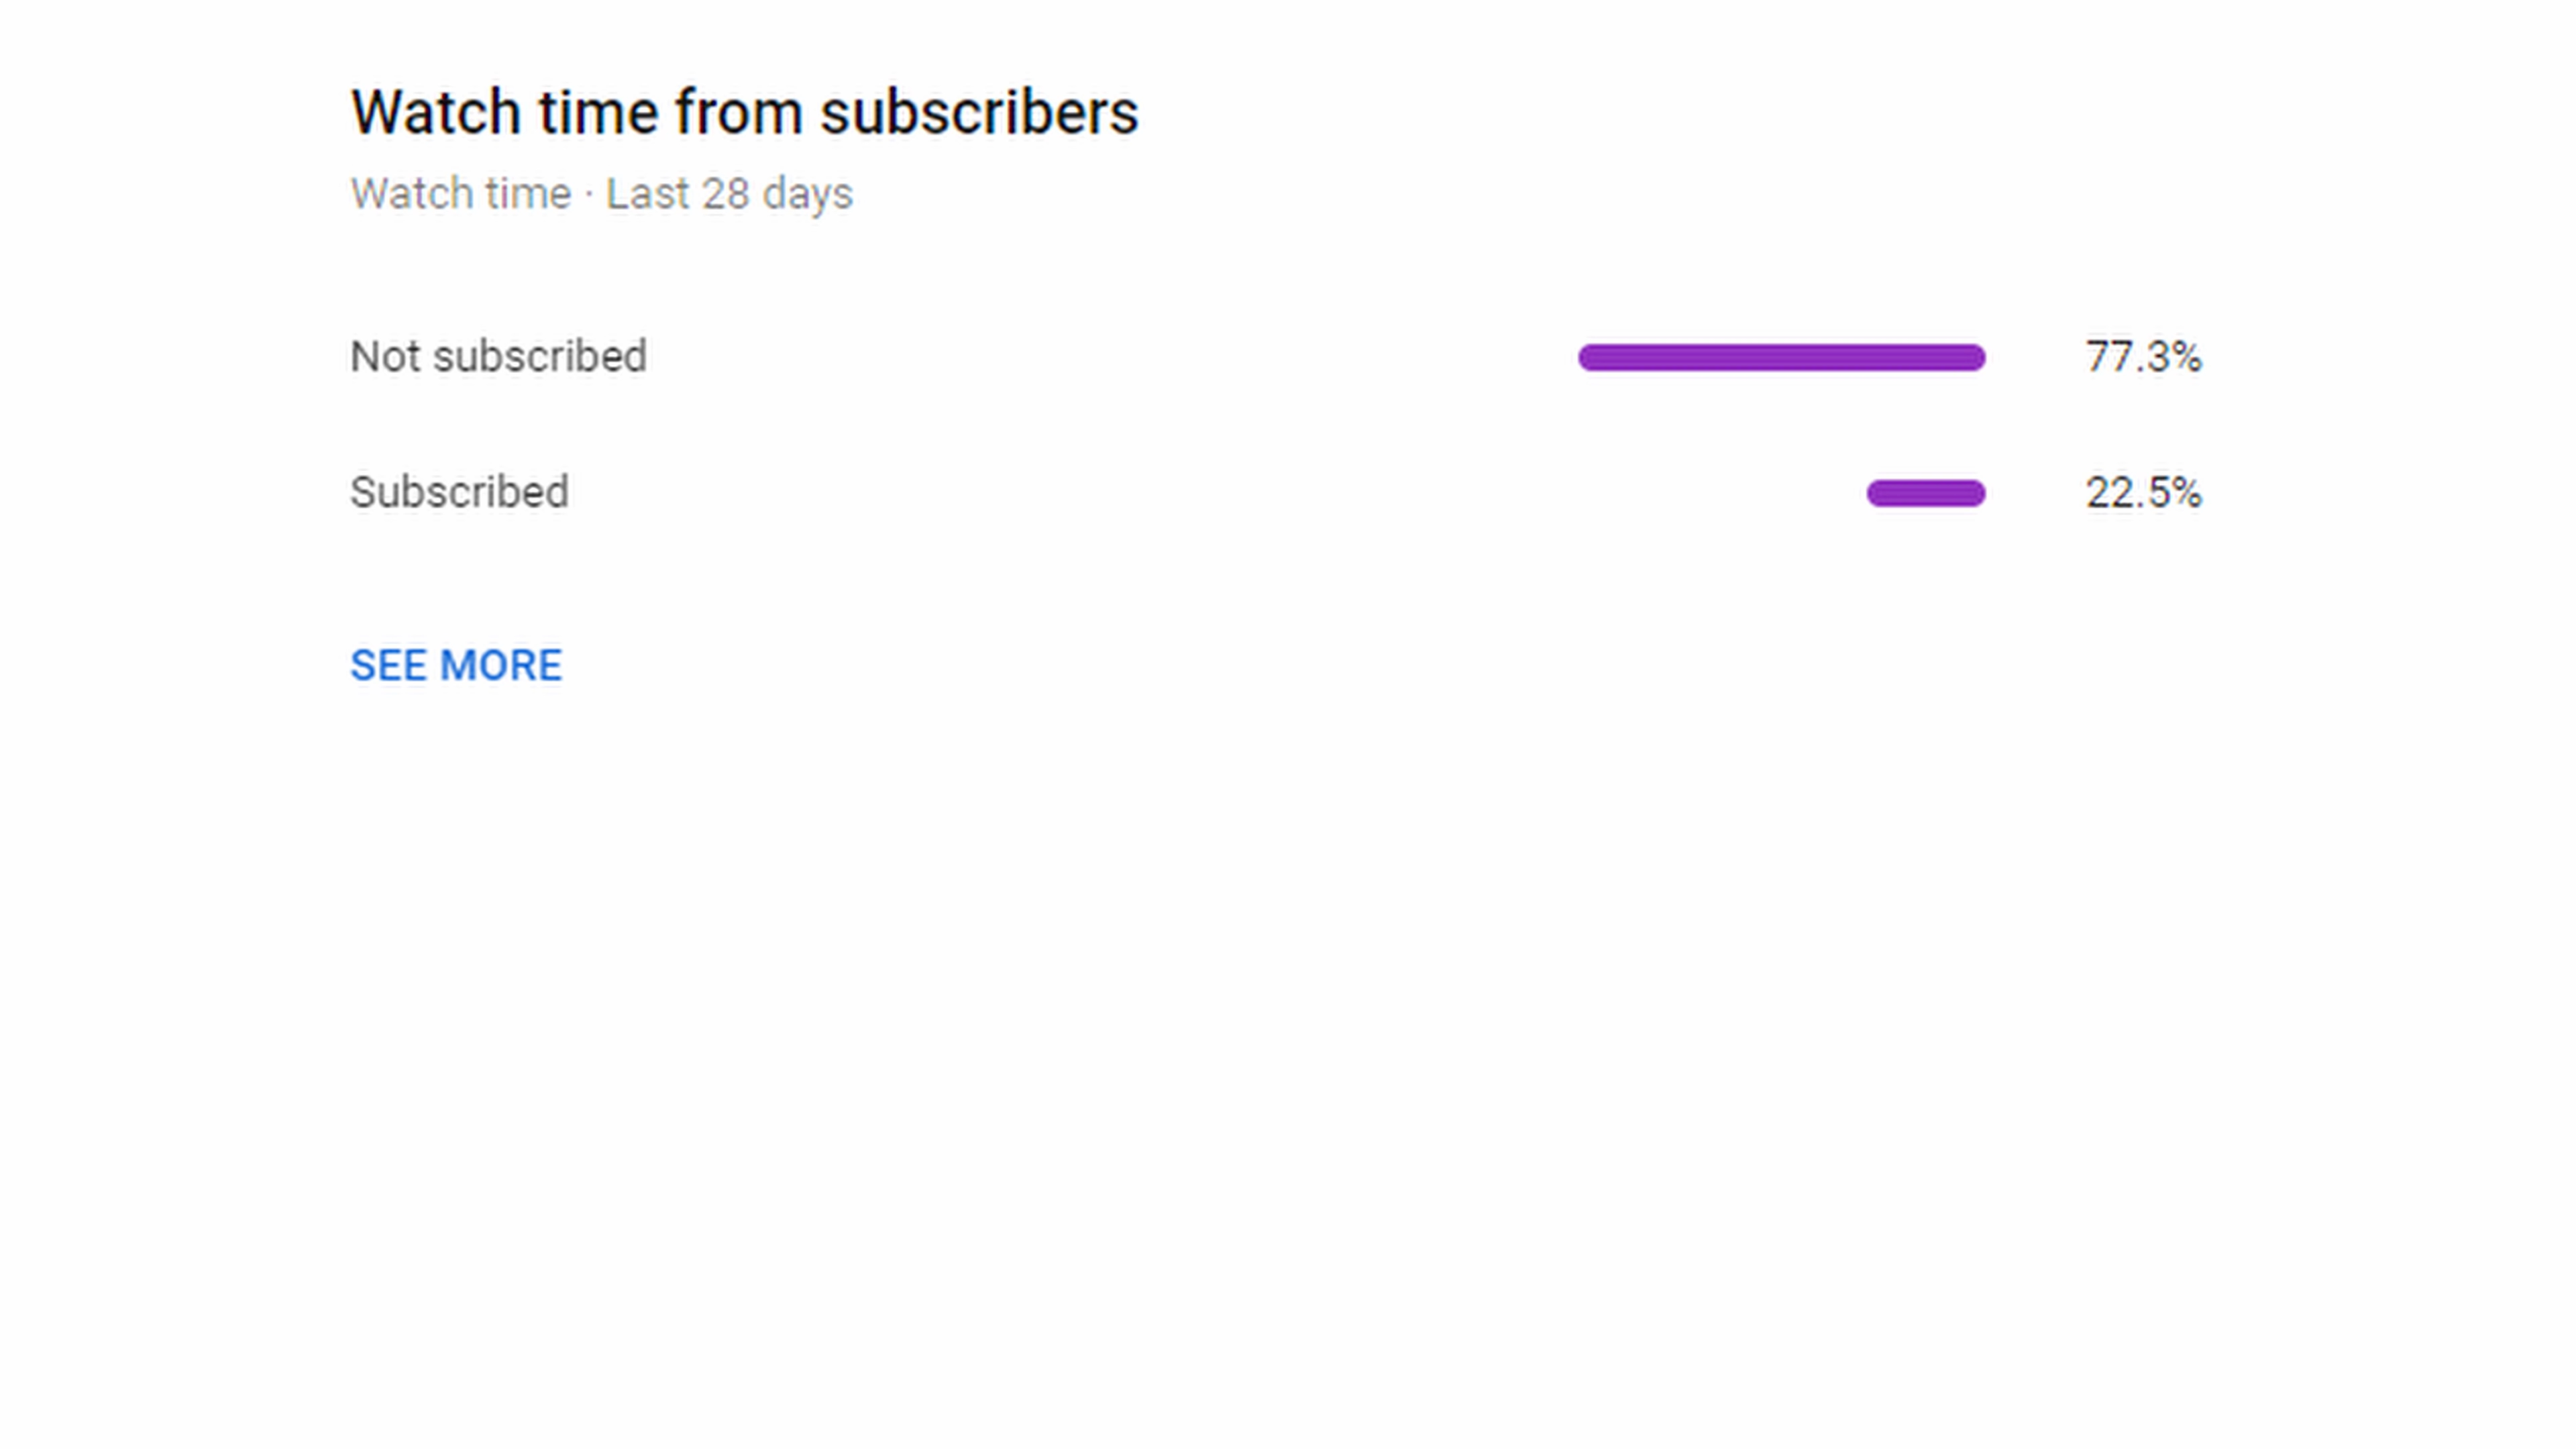 Watch time from subscribers
Watch time · Last 28 days
Not subscribed 77.3%
Subscribed 22.5%
SEE MORE